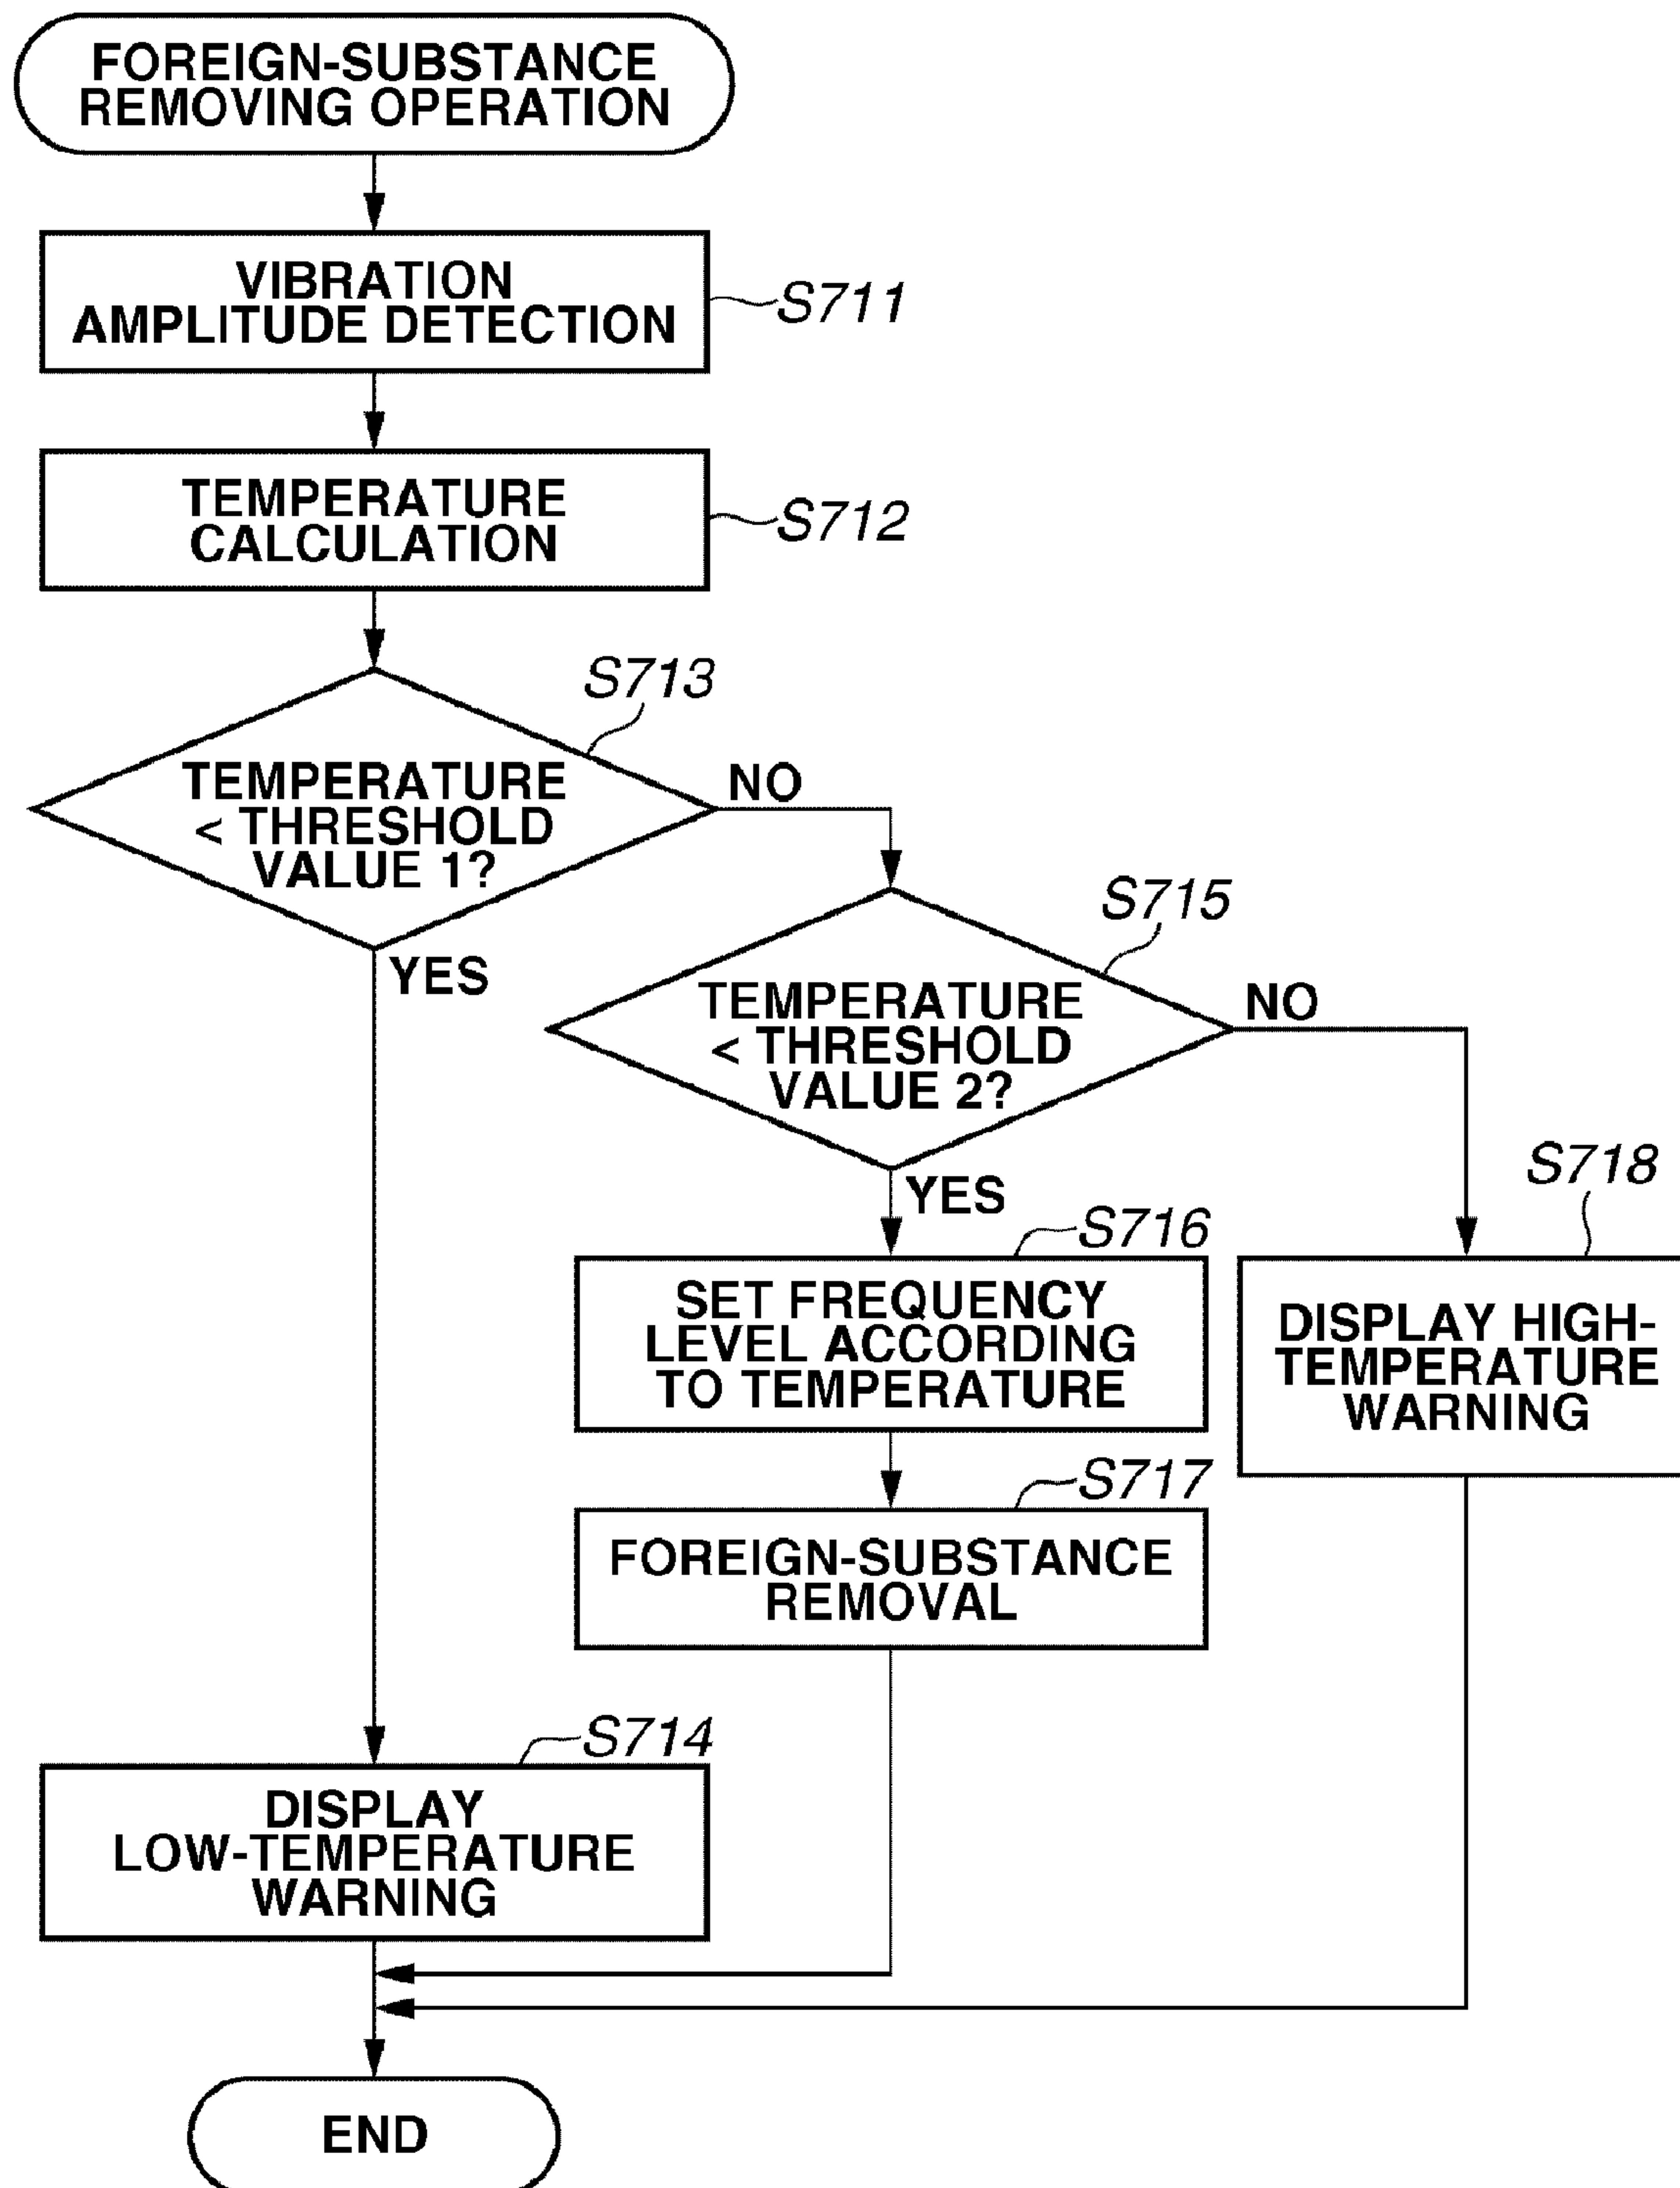 FOREIGN-SUBSTANCE
REMOVING OPERATION
VIBRATION
AMPLITUDE DETECTION
S711
TEMPERATURE
CALCULATION
S712
S713
TEMPERATURE
< THRESHOLD
VALUE 1?
NO
YES
S715
TEMPERATURE
< THRESHOLD
VALUE 2?
NO
YES
S716
SET FREQUENCY
LEVEL ACCORDING
TO TEMPERATURE
S718
DISPLAY HIGH-
TEMPERATURE
WARNING
S717
FOREIGN-SUBSTANCE
REMOVAL
S714
DISPLAY
LOW-TEMPERATURE
WARNING
END